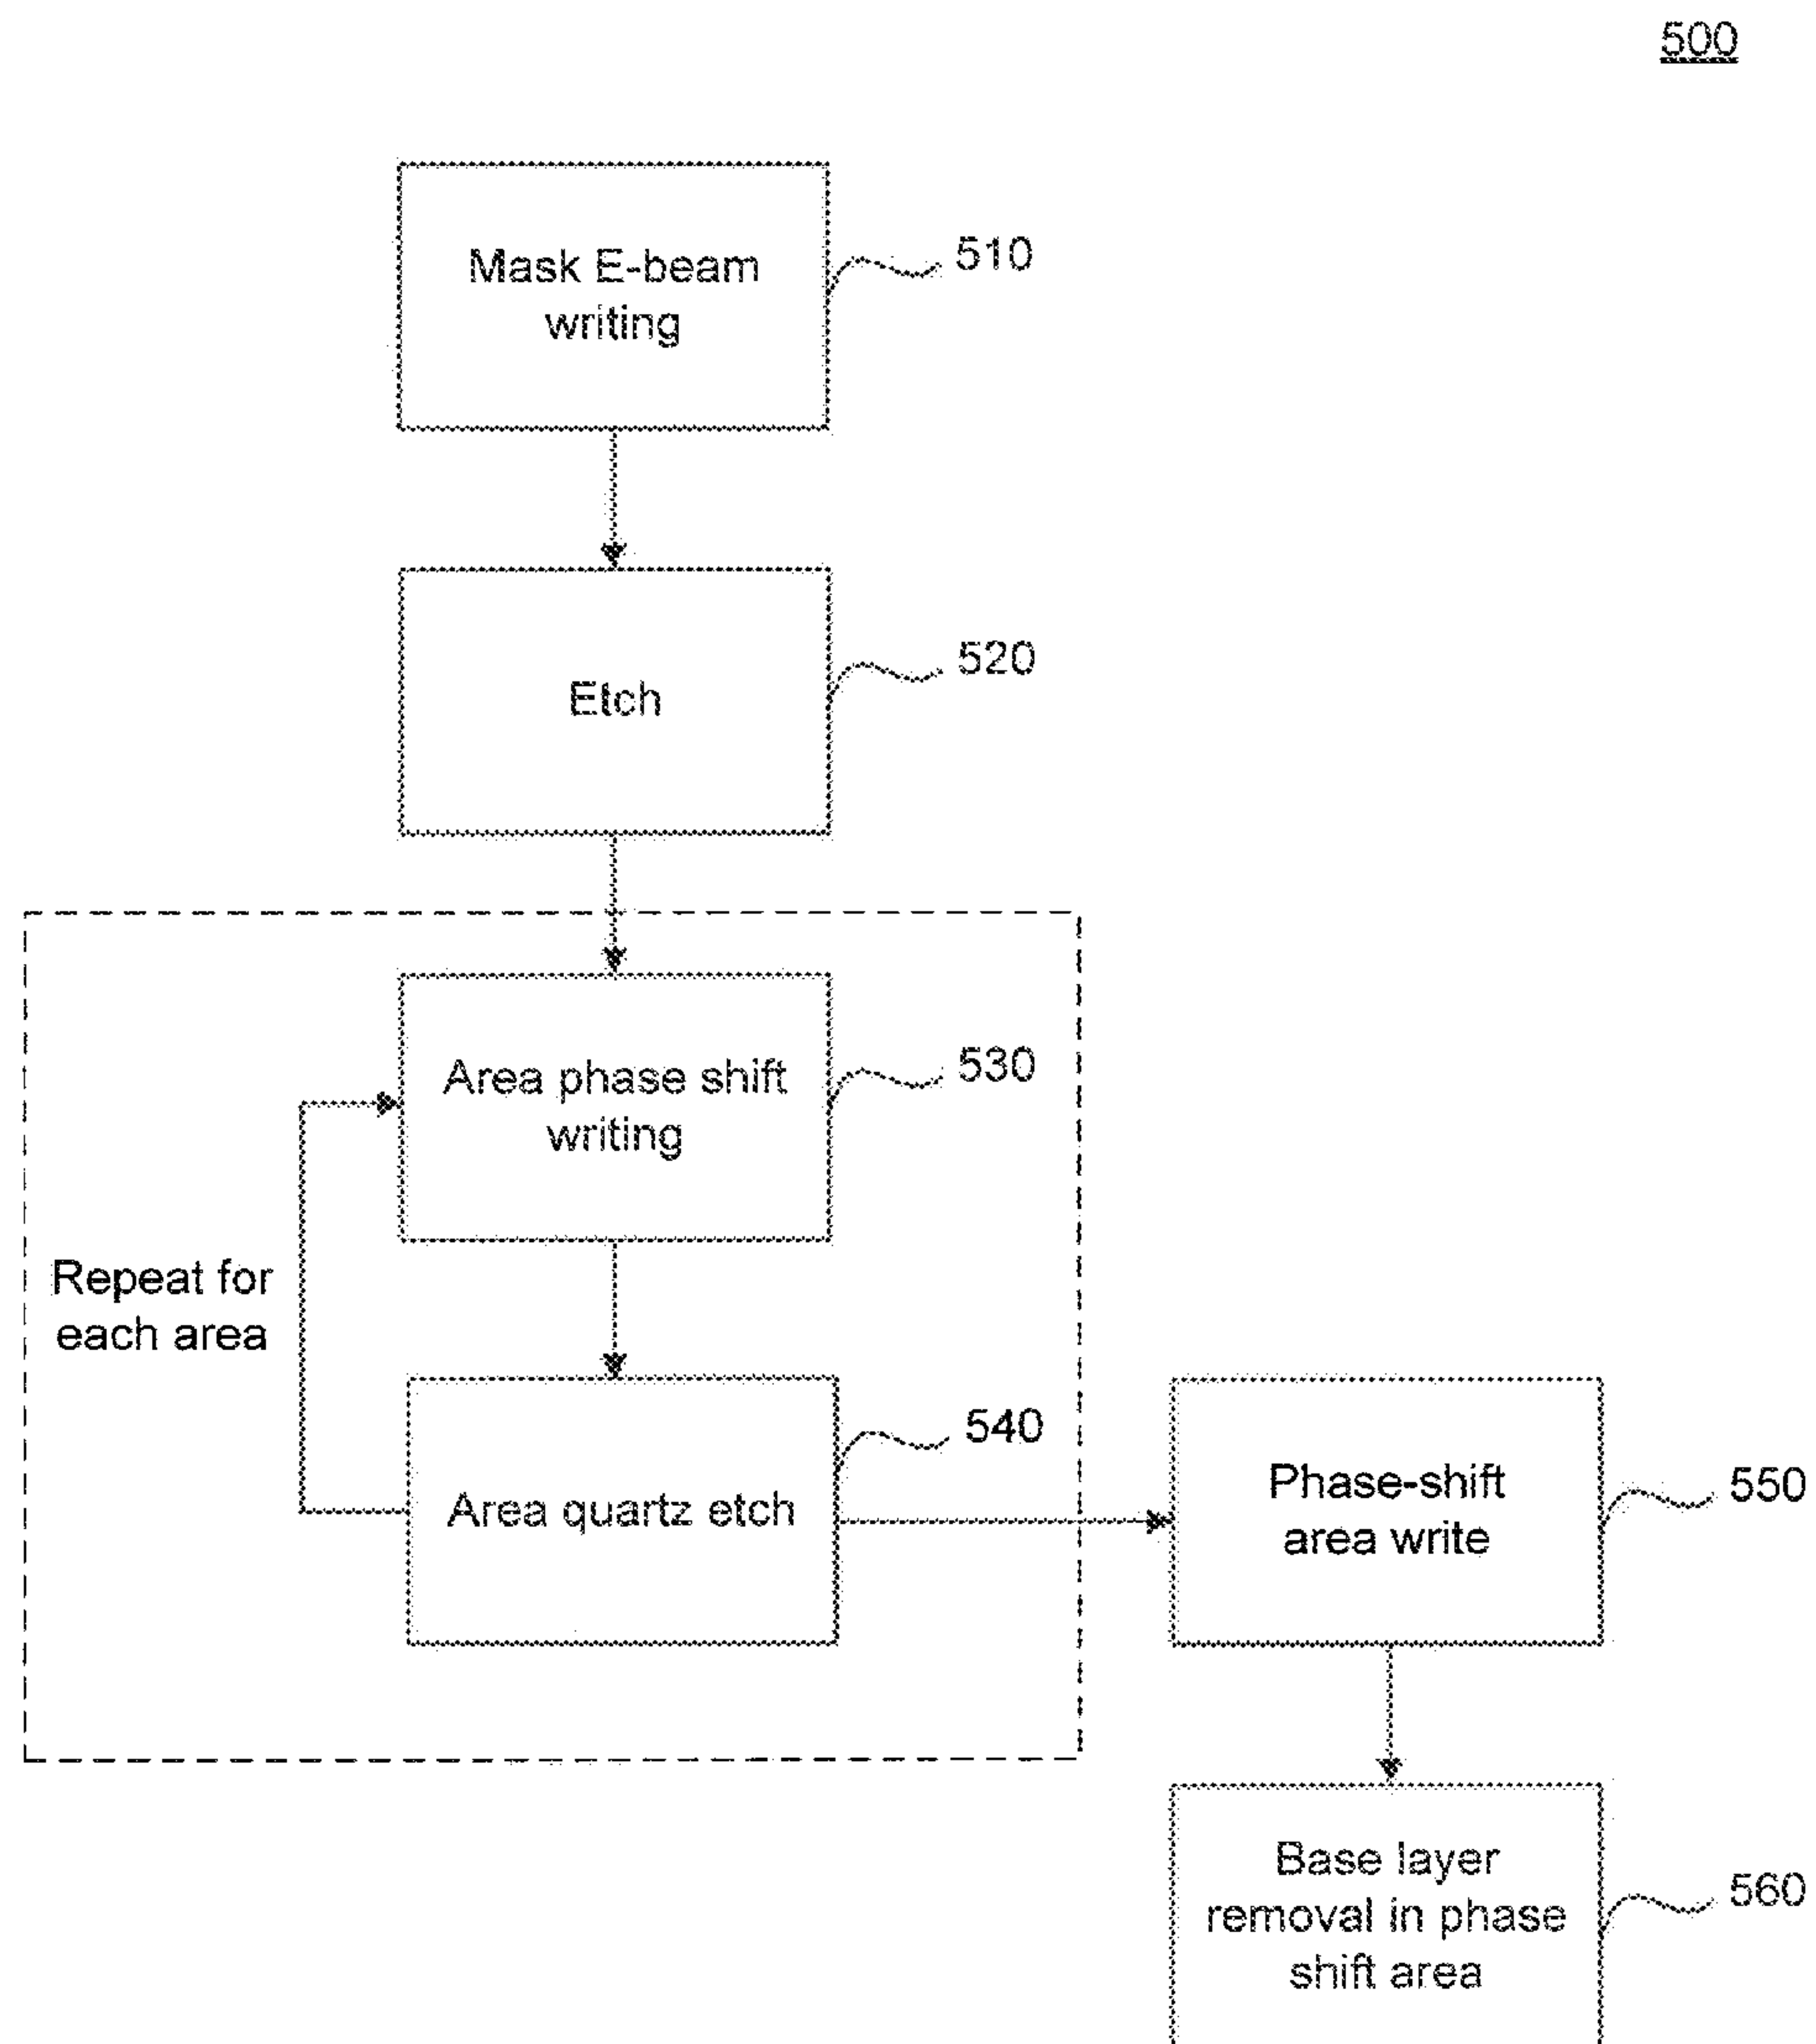 500
Mask E-beam
writing
510
Etch
520
Area phase shift
writing
530
Repeat for
each area
Area quartz etch
540
Phase-shift
area write
550
Base layer
removal in phase
shift area
560